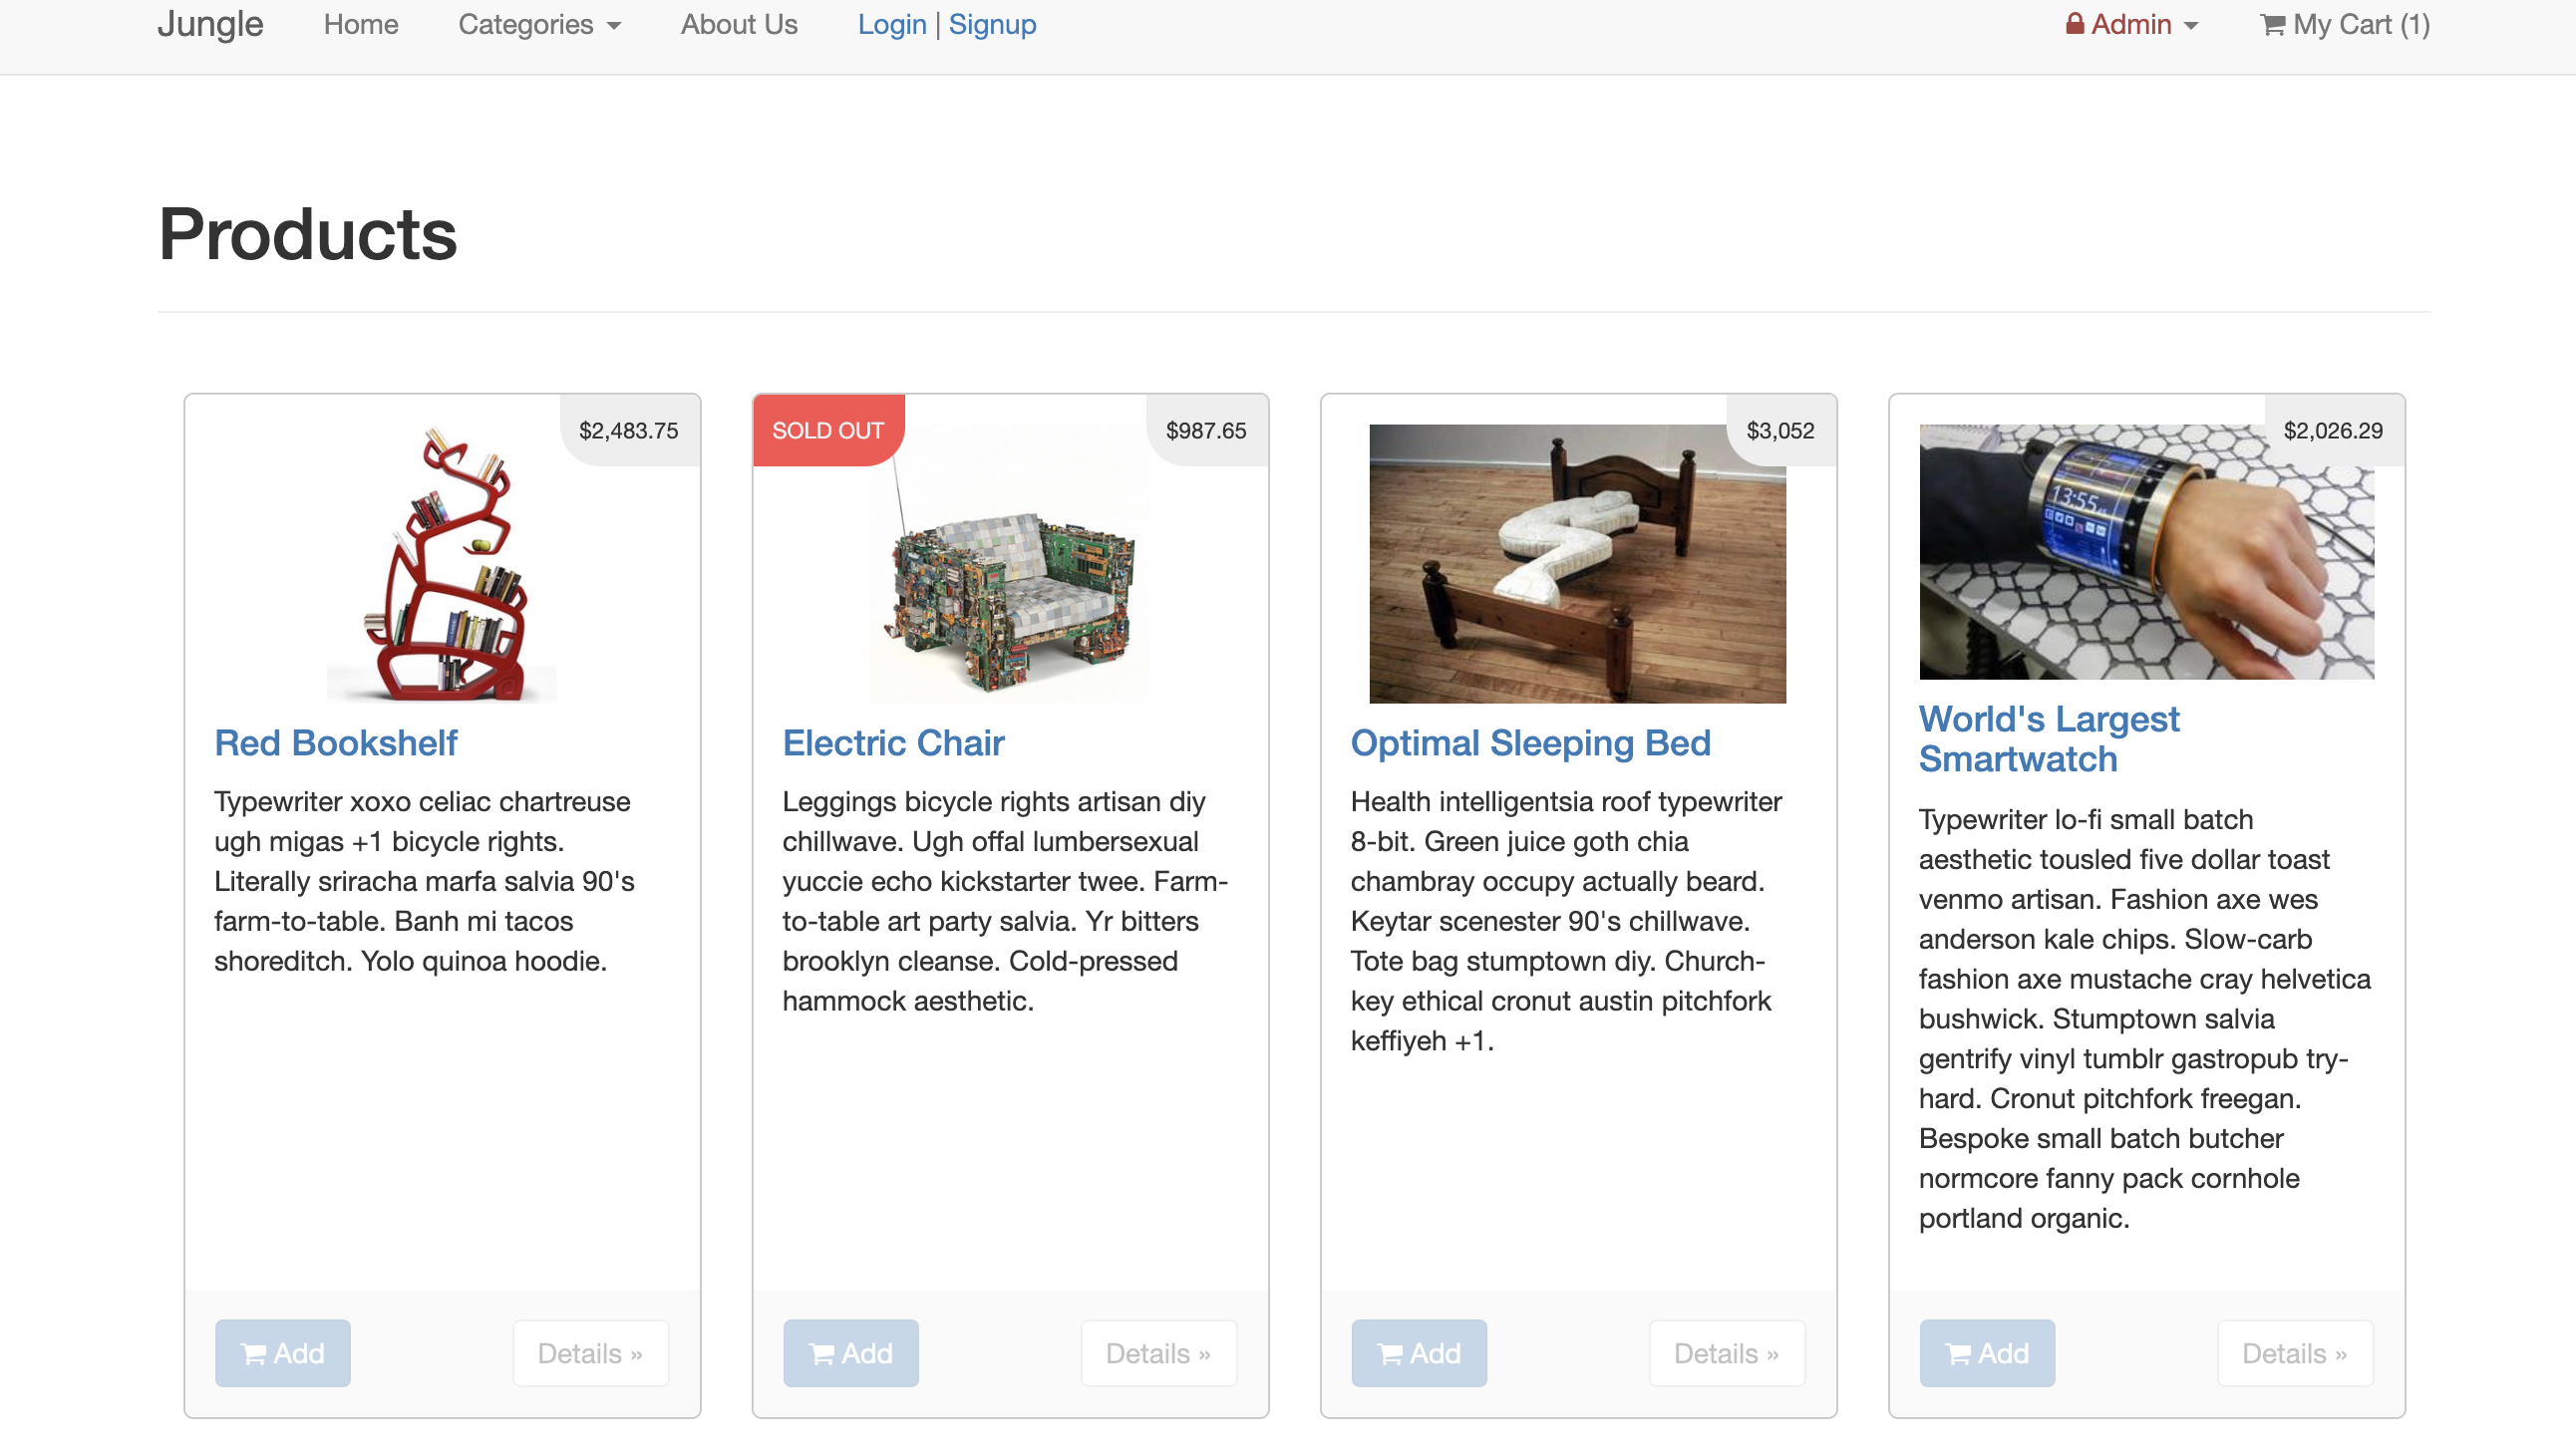 Jungle Home Categories About Us Login | Signup Admin My Cart (1)
Products
$2,483.75
Red Bookshelf
Typewriter xoxo celiac chartreuse
ugh migas +1 bicycle rights.
Literally sriracha marfa salvia 90's
farm-to-table. Banh mi tacos
shoreditch. Yolo quinoa hoodie.
Add Details »
SOLD OUT $987.65
Electric Chair
Leggings bicycle rights artisan diy
chillwave. Ugh offal lumbersexual
yuccie echo kickstarter twee. Farm-
to-table art party salvia. Yr bitters
brooklyn cleanse. Cold-pressed
hammock aesthetic.
Add Details »
$3,052
Optimal Sleeping Bed
Health intelligentsia roof typewriter
8-bit. Green juice goth chia
chambray occupy actually beard.
Keytar scenester 90's chillwave.
Tote bag stumptown diy. Church-
key ethical cronut austin pitchfork
keffiyeh +1.
Add Details »
$2,026.29
13:55
World's Largest
Smartwatch
Typewriter lo-fi small batch
aesthetic tousled five dollar toast
venmo artisan. Fashion axe wes
anderson kale chips. Slow-carb
fashion axe mustache cray helvetica
bushwick. Stumptown salvia
gentrify vinyl tumblr gastropub try-
hard. Cronut pitchfork freegan.
Bespoke small batch butcher
normcore fanny pack cornhole
portland organic.
Add Details »